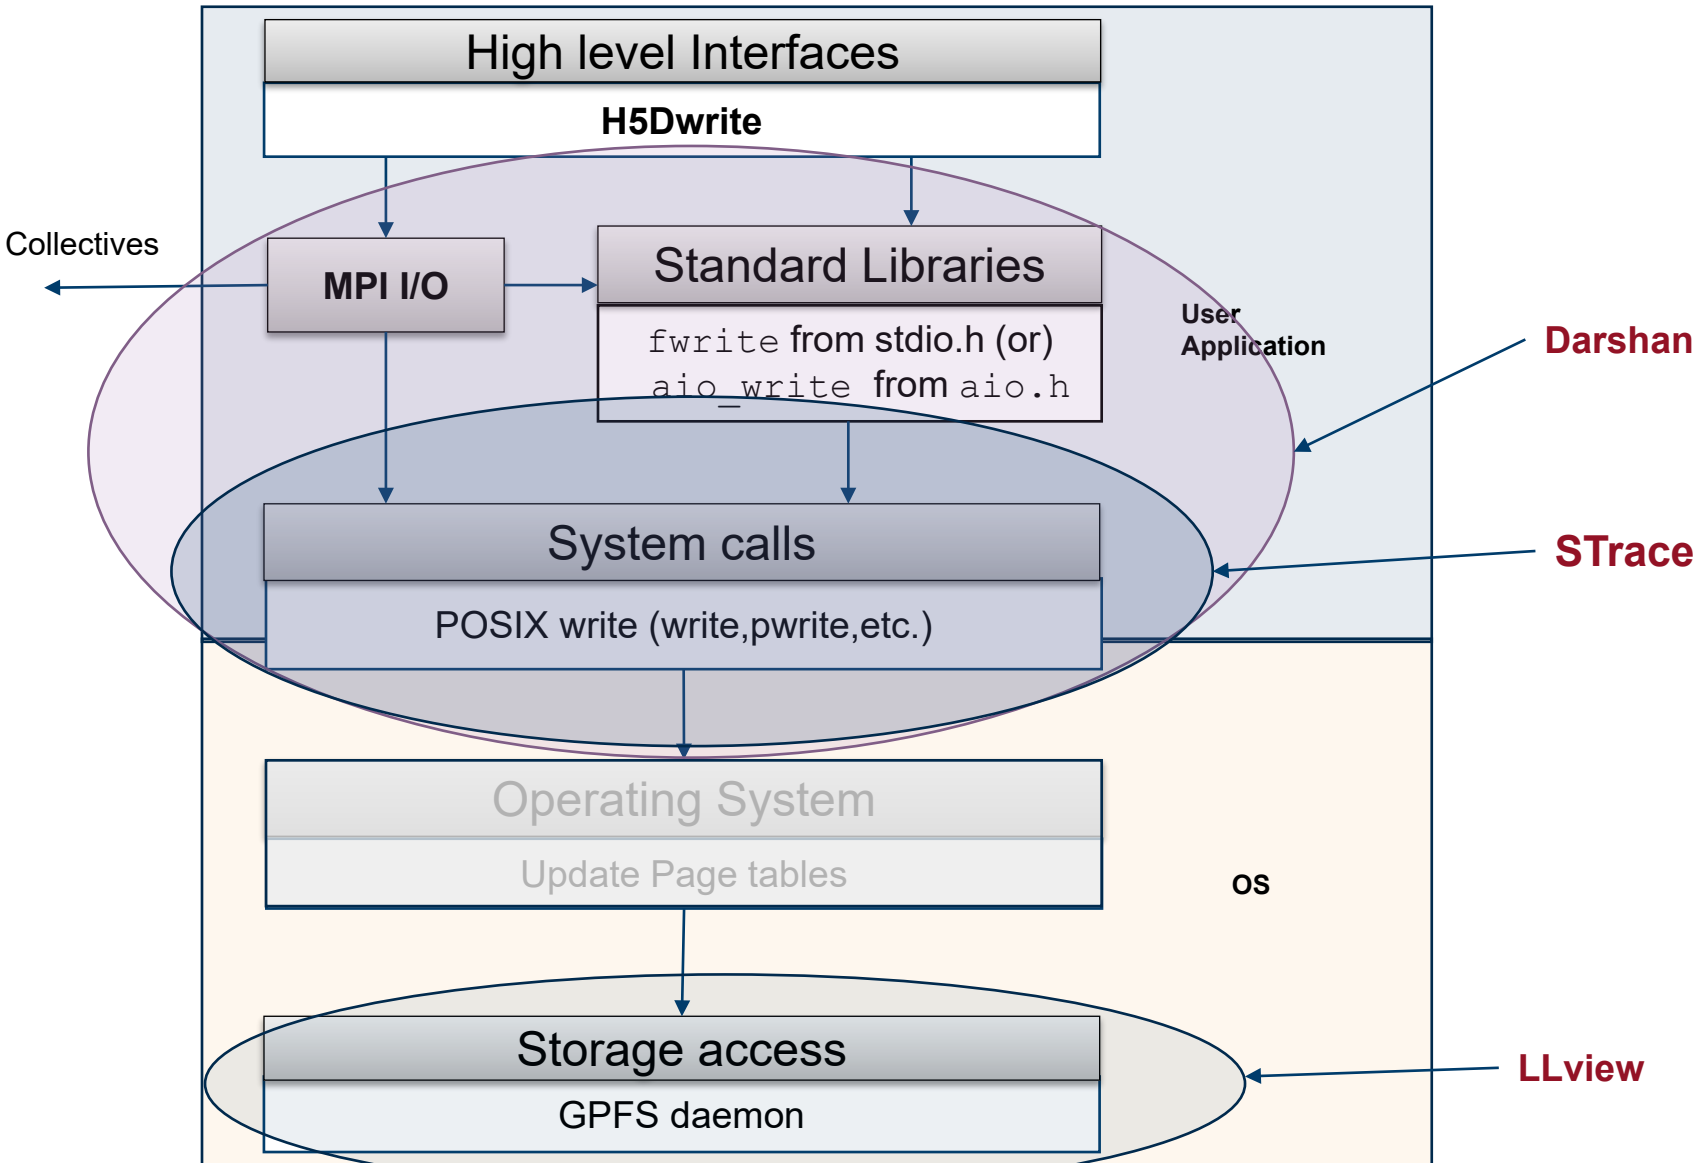 High level Interfaces
H5Dwrite
Collectives
MPI I/O
Standard Libraries
fwrite from stdio.h (or)
aio_write from aio.h
User
Application
Darshan
System calls
STrace
POSIX write (write,pwrite,etc.)
Operating System
Update Page tables
OS
Storage access
LLview
GPFS daemon